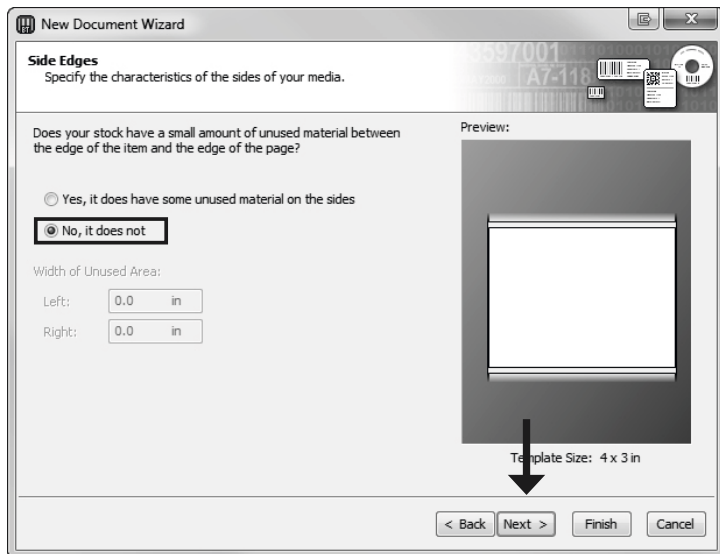 New Document Wizard
Side Edges
Specify the characteristics of the sides of your media.
3597001
A7-118
Does your stock have a small amount of unused material between
the edge of the item and the edge of the page?
Yes, it does have some unused material on the sides
No, it does not
Width of Unused Area:
Left: 0.0 in
Right: 0.0 in
Preview:
Template Size: 4 x 3 in
< Back Next > Finish Cancel